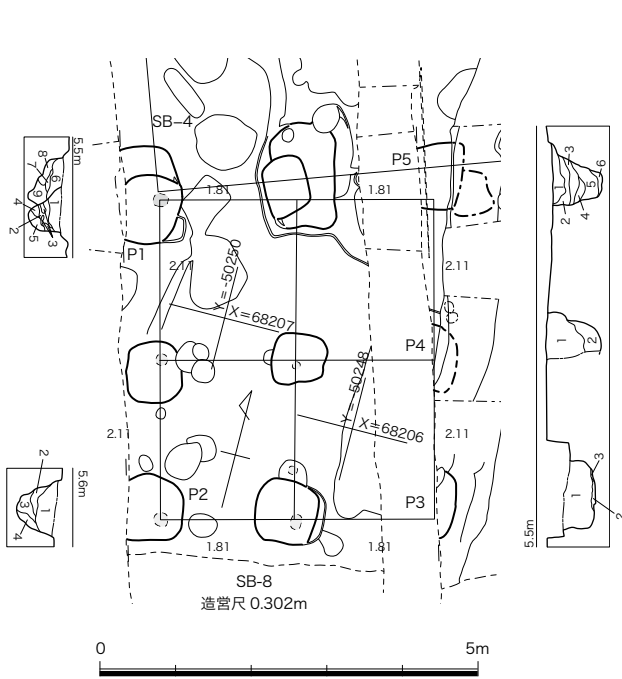 SB–4
P5
1.81
1.81
P1
2.11
2.11
Y=–50250
X=68207
P4
Y=–50248
X=68206
2.11
2.11
P2
P3
1.81
1.81
SB-8
造営尺 0.302m
0
5m
5.5m
8
7
6
9
1
4
2
5
3
5.6m
2
3
1
4
3
6
1
5
2
4
1
2
3
1
2
5.5m